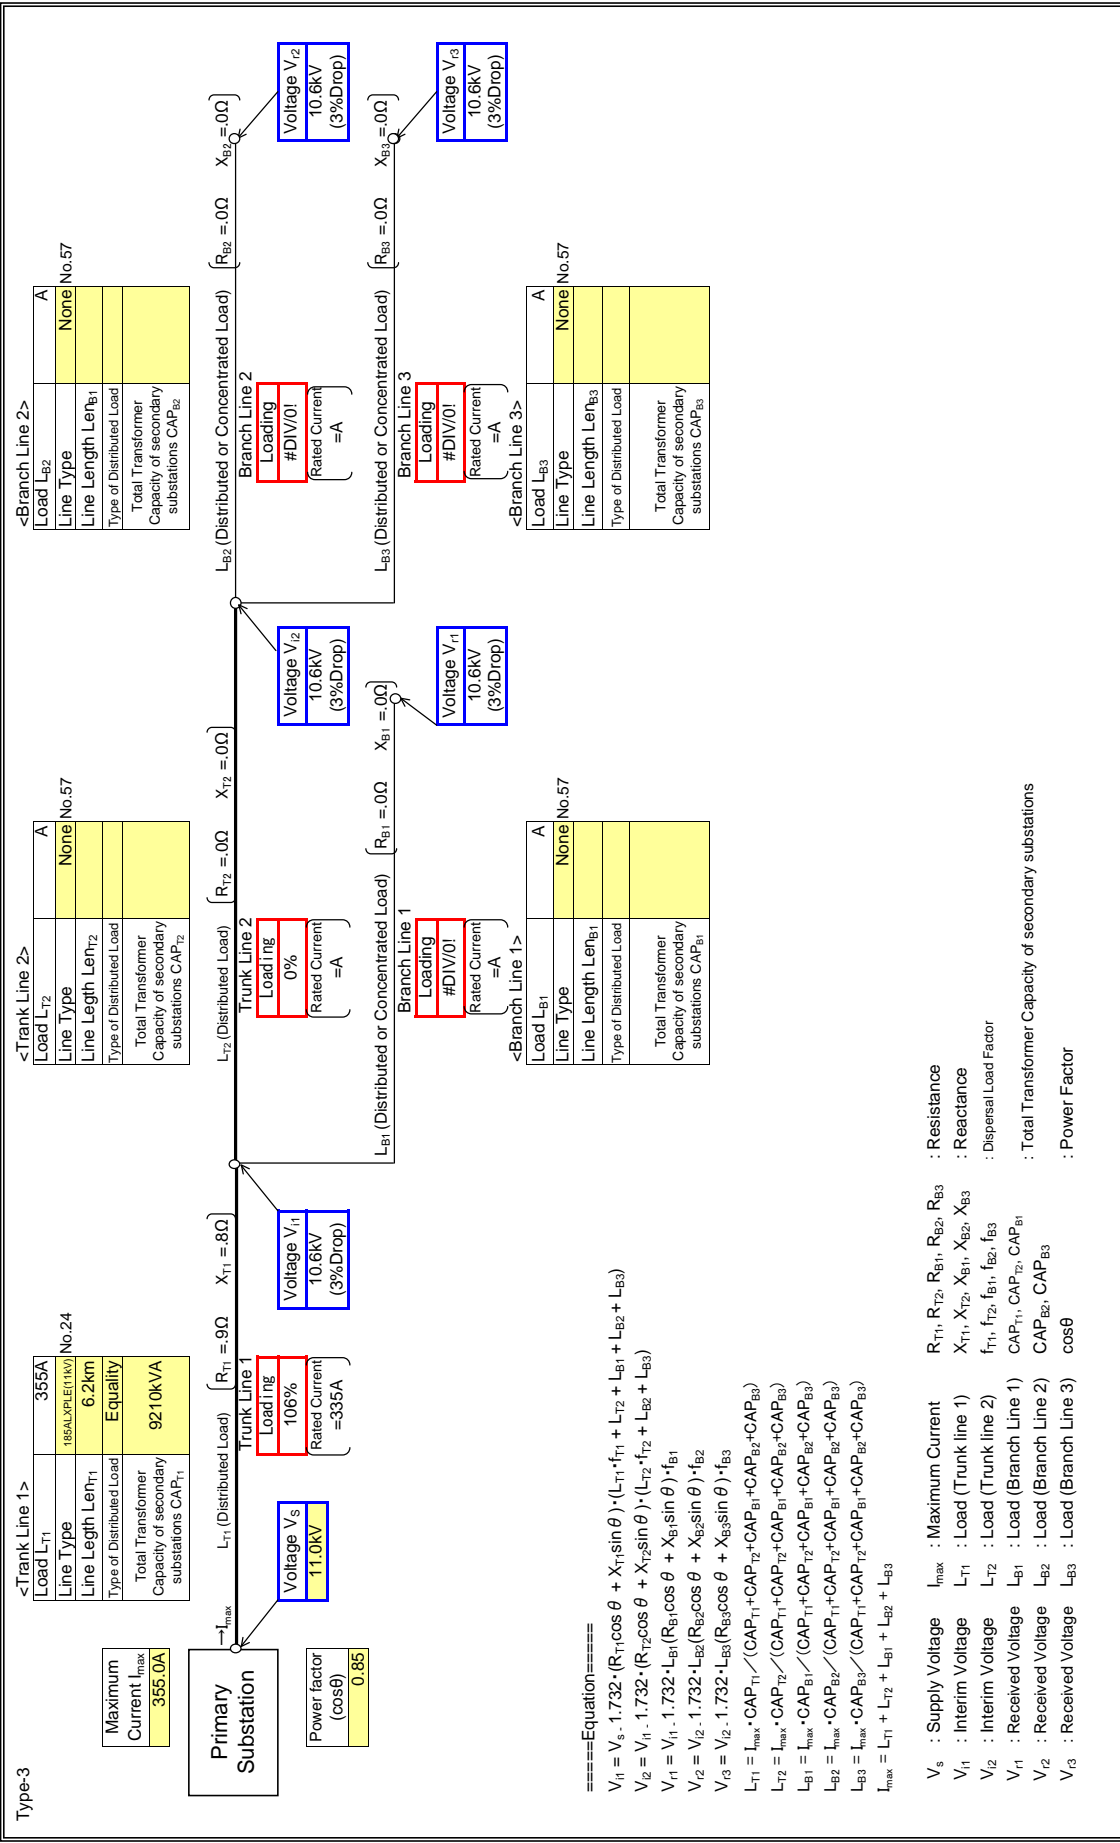 Type-3
Maximum
Current Imax
355.0A
<Trank Line 1>
Load LT1 355A
Line Type 185ALXPLE(11kV) No.24
Line Legth LenT1 6.2km
Type of Distributed Load Equality
Total Transformer
Capacity of secondary
substations CAPT1
9210kVA
<Trank Line 2>
Load LT2 A
Line Type None No.57
Line Legth LenT2
Type of Distributed Load
Total Transformer
Capacity of secondary
substations CAPT2
<Branch Line 2>
Load LB2 A
Line Type None No.57
Line Length LenB1
Type of Distributed Load
Total Transformer
Capacity of secondary
substations CAPB2
Primary
Substation
→Imax
LT1 (Distributed Load)
RT1 =.9Ω XT1 =.8Ω
LT2 (Distributed Load)
RT2 =.0Ω XT2 =.0Ω
LB2 (Distributed or Concentrated Load)
RB2 =.0Ω XB2 =.0Ω
Power factor
(cosθ)
0.85
Voltage Vs
11.0kV
Trunk Line 1
Loading
106%
Rated Current
=335A
Voltage Vi1
10.6kV
(3%Drop)
Trunk Line 2
Loading
0%
Rated Current
=A
Voltage Vi2
10.6kV
(3%Drop)
Branch Line 2
Loading
#DIV/0!
Rated Current
=A
Voltage Vr2
10.6kV
(3%Drop)
LB1 (Distributed or Concentrated Load)
RB1 =.0Ω XB1 =.0Ω
LB3 (Distributed or Concentrated Load)
RB3 =.0Ω XB3 =.0Ω
Branch Line 1
Loading
#DIV/0!
Rated Current
=A
Voltage Vr1
10.6kV
(3%Drop)
Branch Line 3
Loading
#DIV/0!
Rated Current
=A
Voltage Vr3
10.6kV
(3%Drop)
<Branch Line 1>
Load LB1 A
Line Type None No.57
Line Length LenB1
Type of Distributed Load
Total Transformer
Capacity of secondary
substations CAPB1
<Branch Line 3>
Load LB3 A
Line Type None No.57
Line Length LenB3
Type of Distributed Load
Total Transformer
Capacity of secondary
substations CAPB3
=====Equation=====
Vi1 = Vs - 1.732・(RT1cosθ + XT1sinθ)・(LT1・fT1 + LT2 + LB1 + LB2 + LB3)
Vi2 = Vi1 - 1.732・(RT2cosθ + XT2sinθ)・(LT2・fT2 + LB2 + LB3)
Vr1 = Vi1 - 1.732・LB1(RB1cosθ + XB1sinθ)・fB1
Vr2 = Vi2 - 1.732・LB2(RB2cosθ + XB2sinθ)・fB2
Vr3 = Vi2 - 1.732・LB3(RB3cosθ + XB3sinθ)・fB3
LT1 = Imax・CAPT1／(CAPT1+CAPT2+CAPB1+CAPB2+CAPB3)
LT2 = Imax・CAPT2／(CAPT1+CAPT2+CAPB1+CAPB2+CAPB3)
LB1 = Imax・CAPB1／(CAPT1+CAPT2+CAPB1+CAPB2+CAPB3)
LB2 = Imax・CAPB2／(CAPT1+CAPT2+CAPB1+CAPB2+CAPB3)
LB3 = Imax・CAPB3／(CAPT1+CAPT2+CAPB1+CAPB2+CAPB3)
Imax = LT1 + LT2 + LB1 + LB2 + LB3
Vs : Supply Voltage Imax : Maximum Current RT1, RT2, RB1, RB2, RB3 : Resistance
Vi1 : Interim Voltage LT1 : Load (Trunk line 1) XT1, XT2, XB1, XB2, XB3 : Reactance
Vi2 : Interim Voltage LT2 : Load (Trunk line 2) fT1, fT2, fB1, fB2, fB3 : Dispersal Load Factor
Vr1 : Received Voltage LB1 : Load (Branch Line 1) CAPT1, CAPT2, CAPB1
Vr2 : Received Voltage LB2 : Load (Branch Line 2) CAPB2, CAPB3 : Total Transformer Capacity of secondary substations
Vr3 : Received Voltage LB3 : Load (Branch Line 3) cosθ : Power Factor